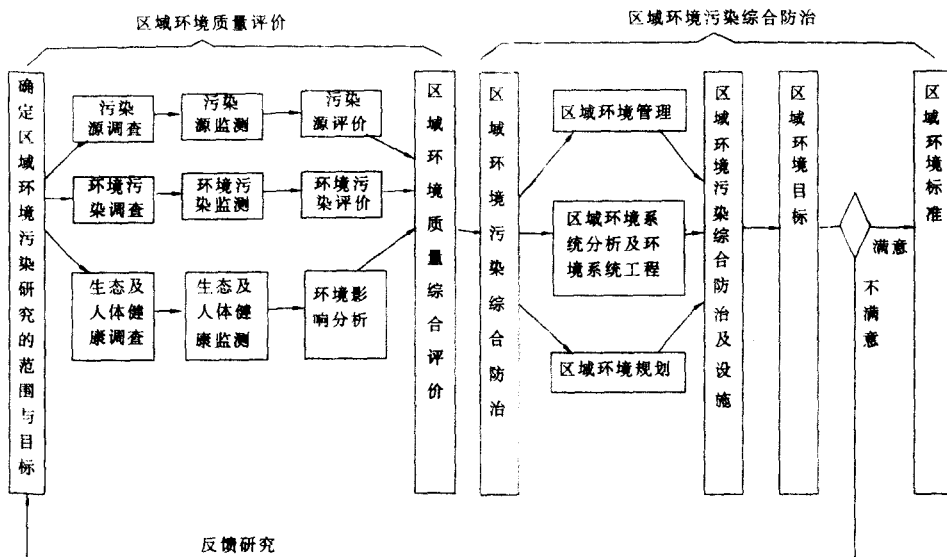 区域环境质量评价
区域环境污染综合防治
确定区域环境污染研究的范围与目标
污染
源调查
污染
源监测
污染
源评价
环境污
染调查
环境污
染监测
环境污
染评价
生态及
人体健
康调查
生态及
人体健
康监测
环境影
响分析
区域环境质量综合评价
区域环境污染综合防治
区域环境管理
区域环境系
统分析及环
境系统工程
区域环境规划
区域环境污染综合防治及设施
区域环境目标
满意
不满意
区域环境标准
反馈研究